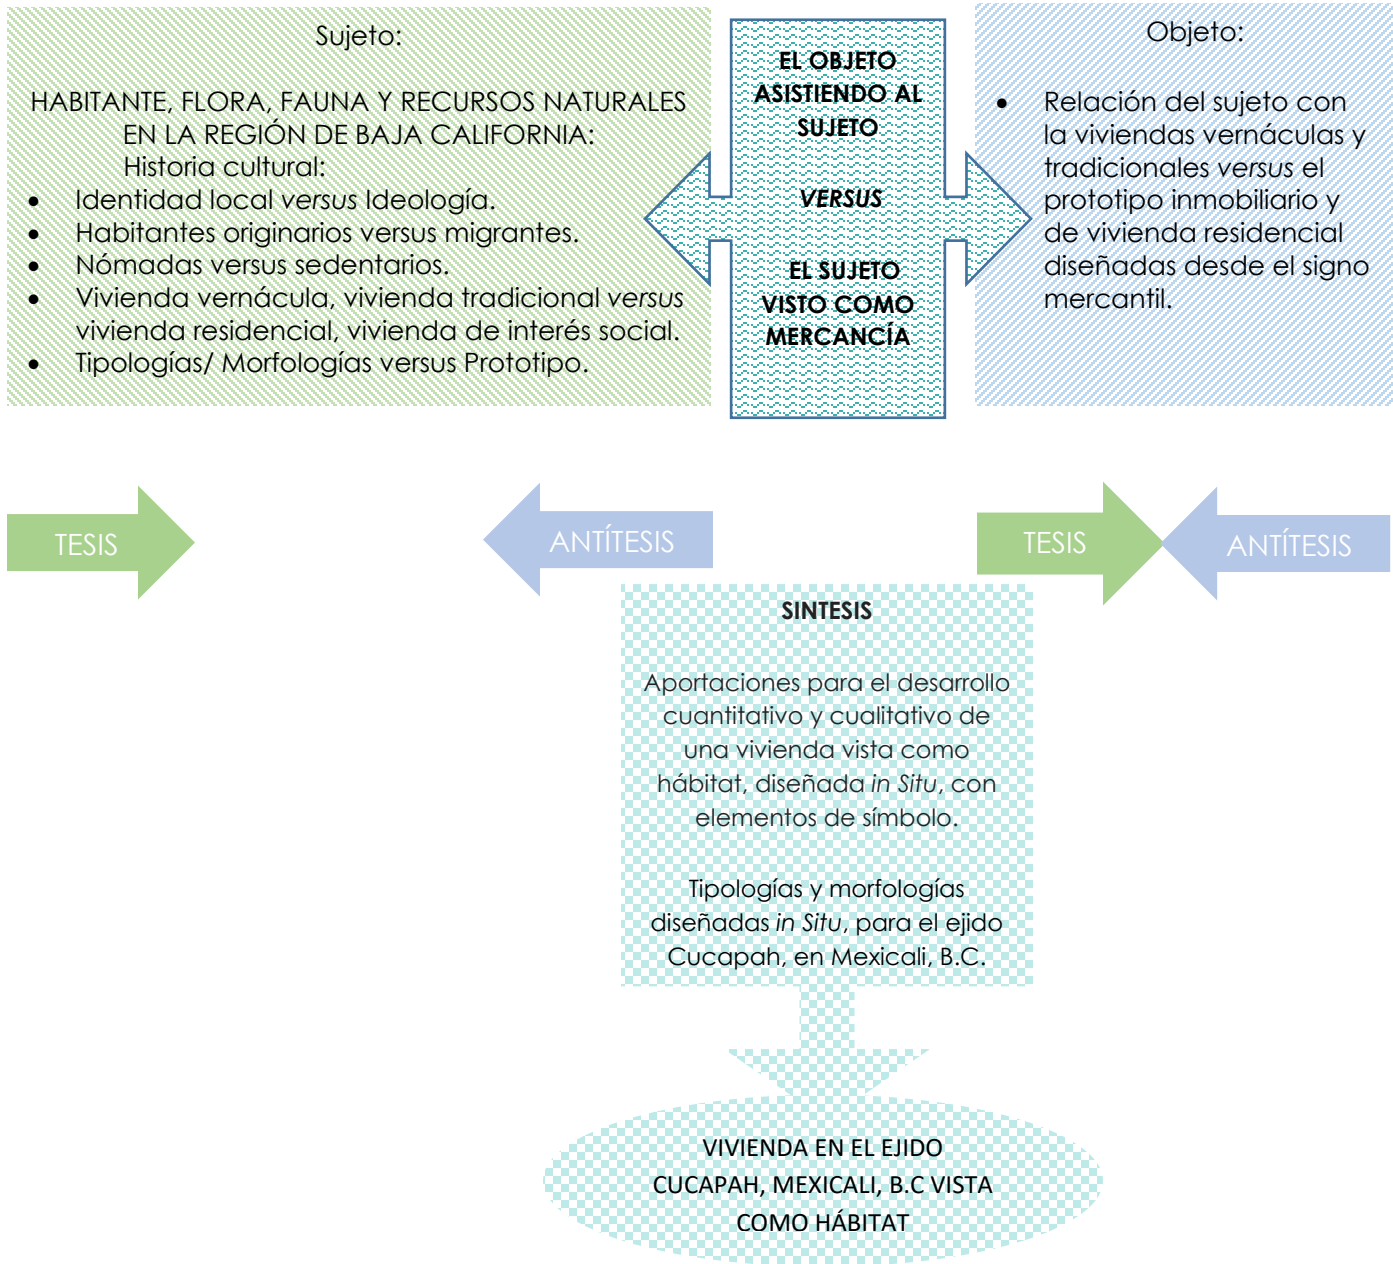 Sujeto:
HABITANTE, FLORA, FAUNA Y RECURSOS NATURALES
EN LA REGIÓN DE BAJA CALIFORNIA:
Historia cultural:
• Identidad local versus Ideología.
• Habitantes originarios versus migrantes.
• Nómadas versus sedentarios.
• Vivienda vernácula, vivienda tradicional versus
vivienda residencial, vivienda de interés social.
• Tipologías/ Morfologías versus Prototipo.
EL OBJETO
ASISTIENDO AL
SUJETO
VERSUS
EL SUJETO
VISTO COMO
MERCANCÍA
Objeto:
• Relación del sujeto con
la viviendas vernáculas y
tradicionales versus el
prototipo inmobiliario y
de vivienda residencial
diseñadas desde el signo
mercantil.
TESIS
ANTÍTESIS
TESIS
ANTÍTESIS
SINTESIS
Aportaciones para el desarrollo
cuantitativo y cualitativo de
una vivienda vista como
hábitat, diseñada in Situ, con
elementos de símbolo.
Tipologías y morfologías
diseñadas in Situ, para el ejido
Cucapah, en Mexicali, B.C.
VIVIENDA EN EL EJIDO
CUCAPAH, MEXICALI, B.C VISTA
COMO HÁBITAT